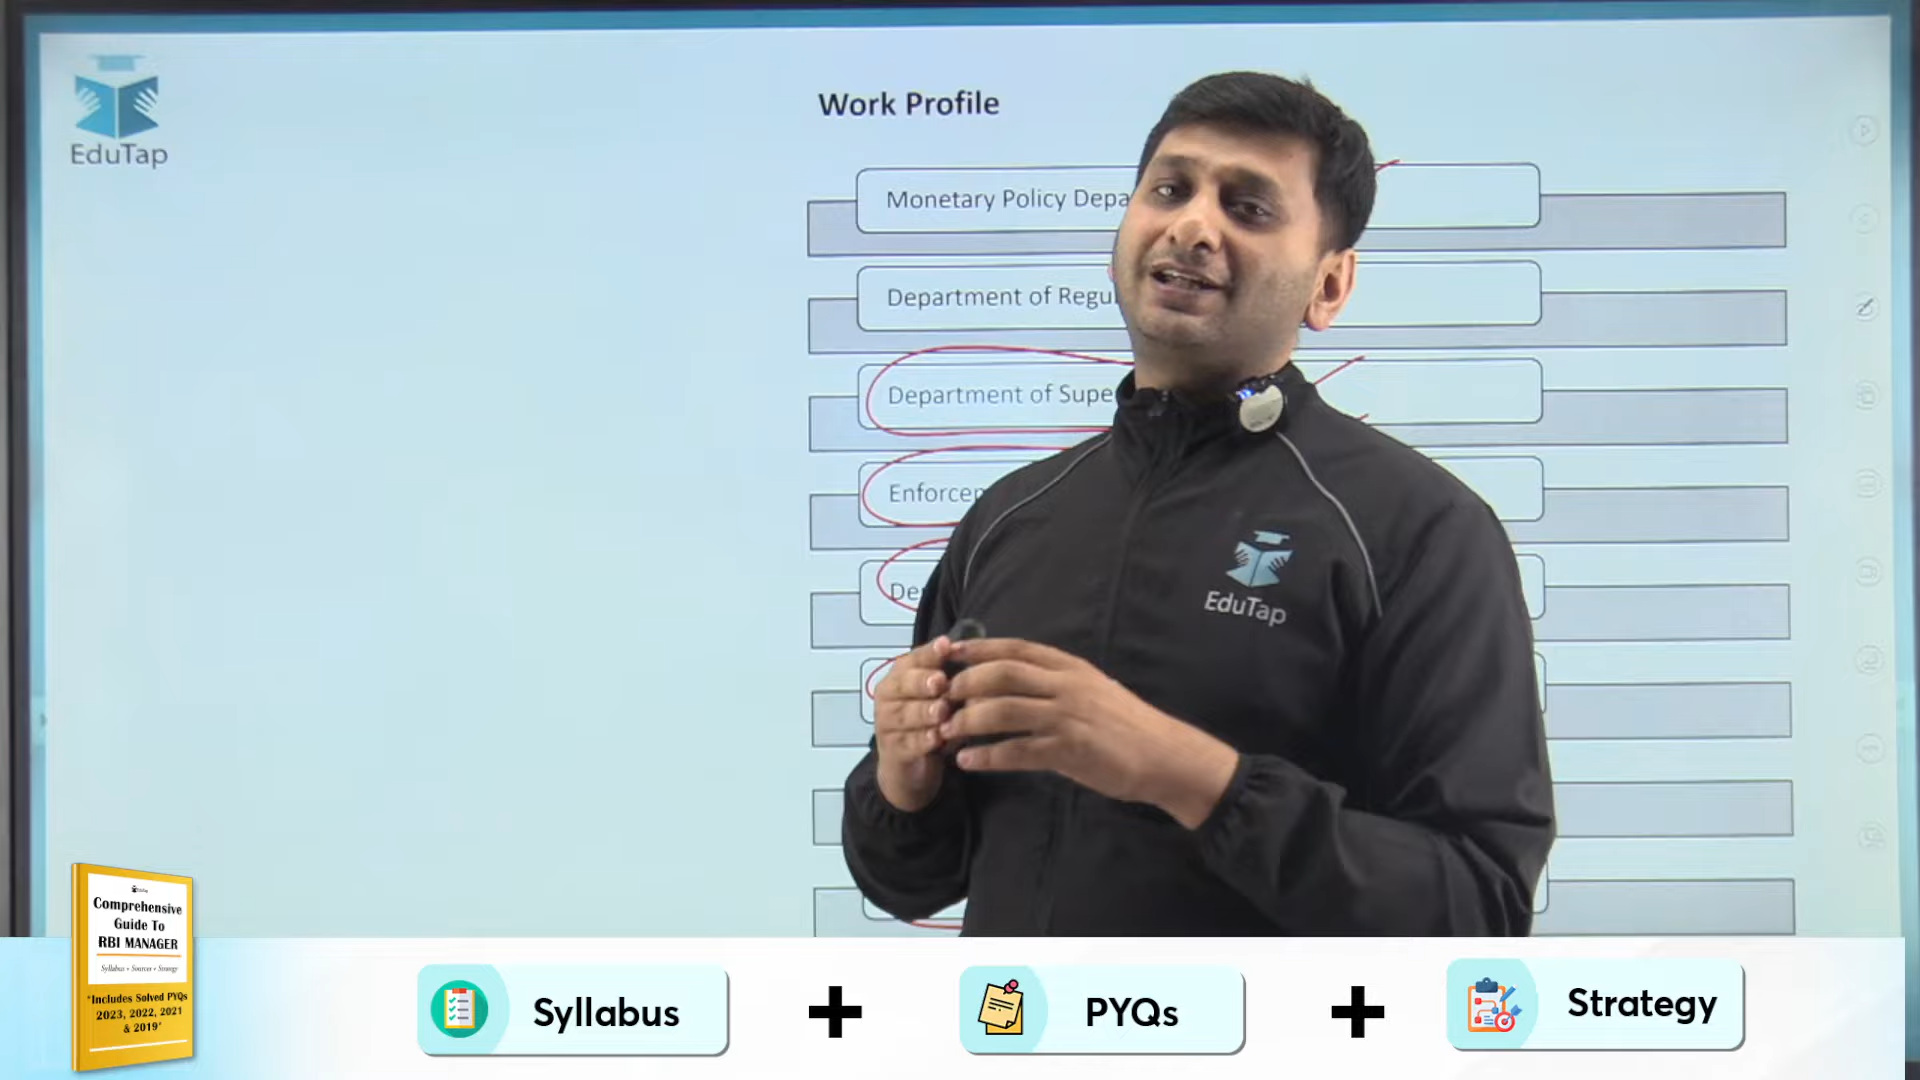 EduTap
Work Profile
Monetary Policy Depa
Department of Regu
Department of Supe
Enforcem
De
EduTap
Comprehensive
Guide To
RBI MANAGER
Syllabus + Sources + Strategy
*Includes Solved PYQs
2023, 2022, 2021
& 2019*
Syllabus
+
PYQs
+
Strategy